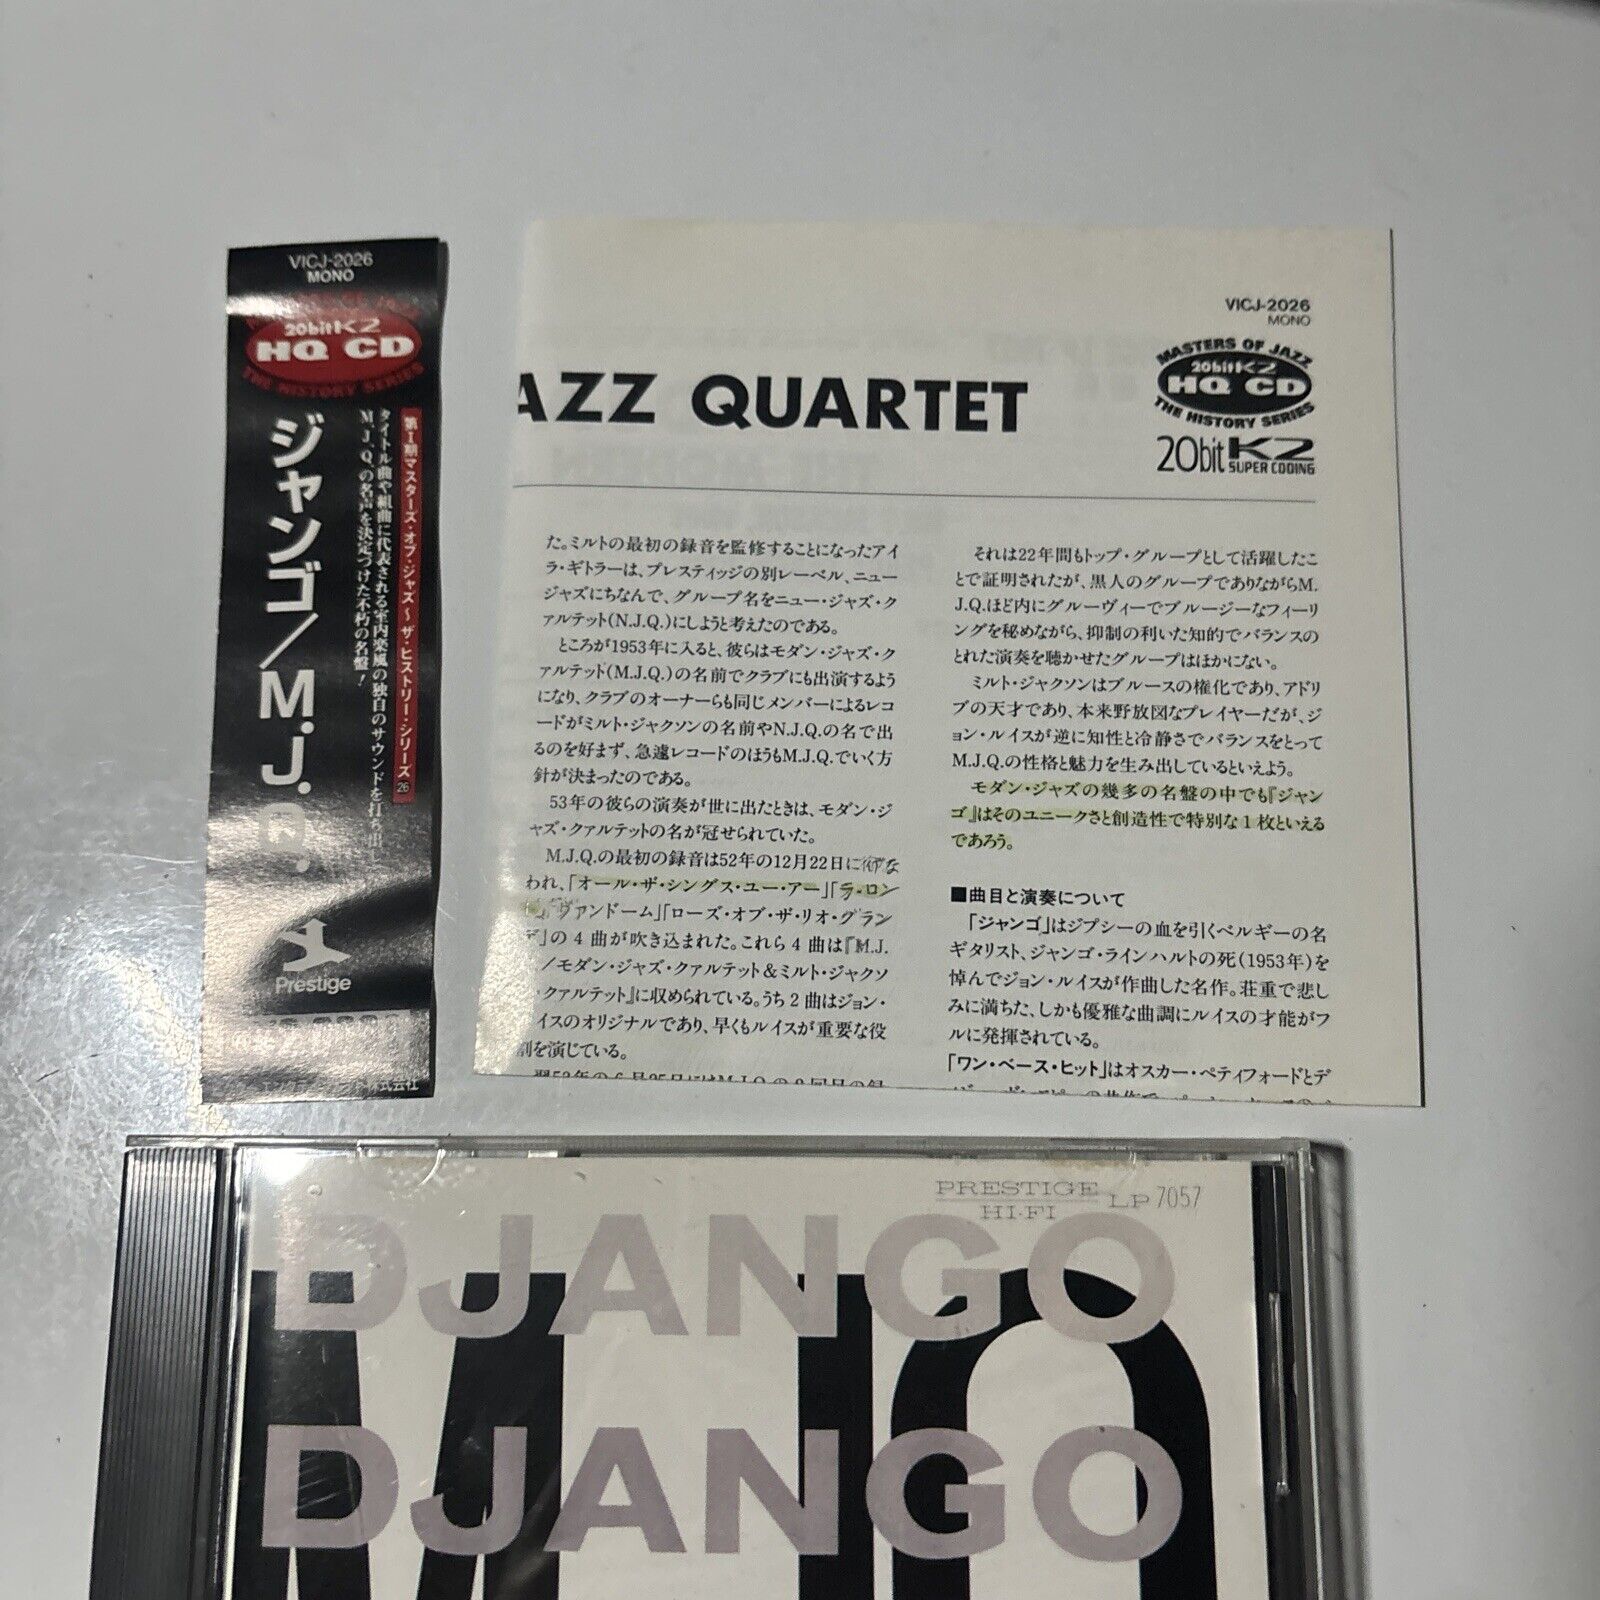 VICJ-2026
MONO
20bit K2
HQ CD
THE HISTORY SERIES
ジャンゴ／M.J.Q.
第Ⅰ期マスターズ・オブ・ジャズ～ザ・ヒストリー・シリーズ㉖
タイトル曲や組曲に代表される室内楽風の独自のサウンドを打ち出し
M.J.Q.の名声を決定づけた不朽の名盤！
Prestige
株式会社
VICJ-2026
MONO
MASTERS OF JAZZ
20bit K2
HQ CD
THE HISTORY SERIES
20bit K2
SUPER CODING
AZZ QUARTET
た。ミルトの最初の録音を監修することになったアイ
ラ・ギトラーは、プレスティッジの別レーベル、ニュー
ジャズにちなんで、グループ名をニュー・ジャズ・ク
ァルテット(N.J.Q.)にしようと考えたのである。
ところが1953年に入ると、彼らはモダン・ジャズ・ク
ァルテッド(M.J.Q.)の名前でクラブにも出演するよう
になり、クラブのオーナーらも同じメンバーによるレコ
ードがミルト・ジャクソンの名前やN.J.Q.の名で出
るのを好まず、急遽レコードのほうもM.J.Q.でいく方
針が決まったのである。
53年の彼らの演奏が世に出たときは、モダン・ジ
ャズ・クァルテットの名が冠せられていた。
M.J.Q.の最初の録音は52年の12月22日に行な
われ、「オール・ザ・シングス・ユー・アー」「ラ・ロン
ヴァンドーム」「ローズ・オブ・ザ・リオ・グラン
デ」の4曲が吹き込まれた。これら4曲は『M.J.
／モダン・ジャズ・クァルテット＆ミルト・ジャクソ
・クァルテット』に収められている。うち2曲はジョン・
イスのオリジナルであり、早くもルイスが重要な役
割を演じている。
翌53年の6月25日にはM.J.Q.の2回目の録
それは22年間もトップ・グループとして活躍したこ
とで証明されたが、黒人のグループでありながらM.
J.Q.ほど内にグルーヴィーでブルージーなフィーリ
ングを秘めながら、抑制の利いた知的でバランスの
とれた演奏を聴かせたグループはほかにない。
ミルト・ジャクソンはブルースの権化であり、アドリ
ブの天才であり、本来野放図なプレイヤーだが、ジ
ョン・ルイスが逆に知性と冷静さでバランスをとって
M.J.Q.の性格と魅力を生み出しているといえよう。
モダン・ジャズの幾多の名盤の中でも『ジャン
ゴ』はそのユニークさと創造性で特別な1枚といえる
であろう。
■曲目と演奏について
「ジャンゴ」はジプシーの血を引くベルギーの名
ギタリスト、ジャンゴ・ラインハルトの死(1953年)を
悼んでジョン・ルイスが作曲した名作。荘重で悲し
みに満ちた、しかも優雅な曲調にルイスの才能がフ
ルに発揮されている。
「ワン・ベース・ヒット」はオスカー・ペティフォードとデ
PRESTIGE LP 7057
HI-FI
DJANGO
DJANGO